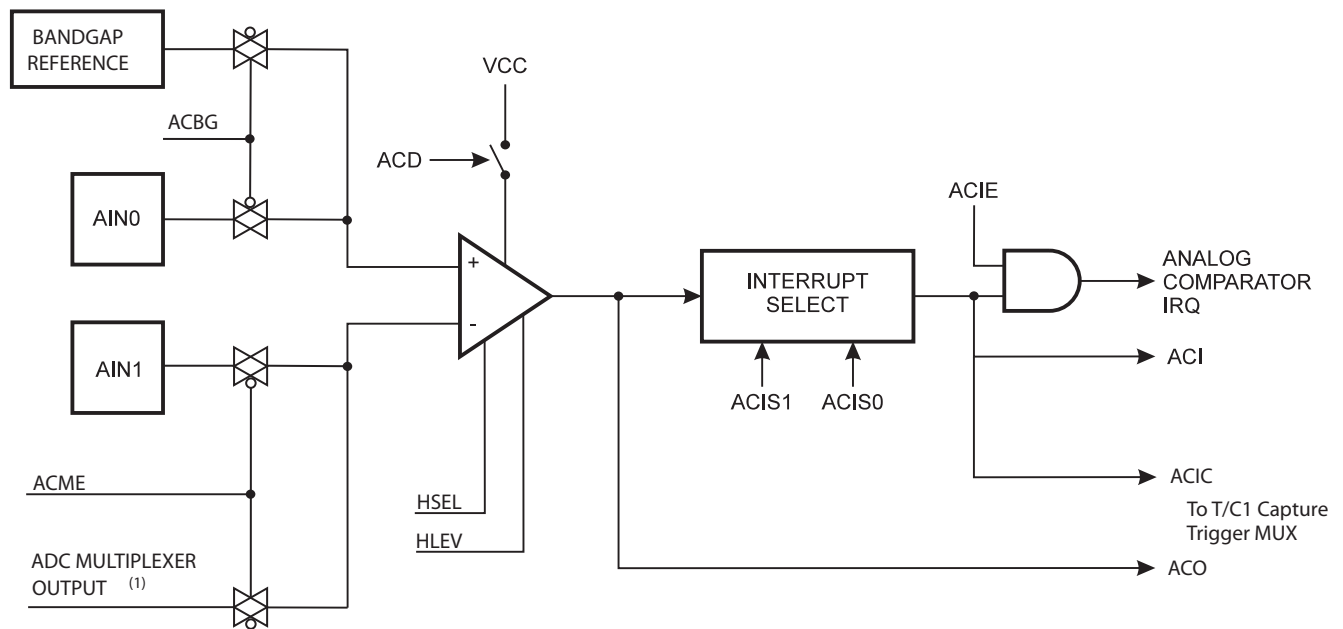 BANDGAP
REFERENCE
ACBG
AIN0
AIN1
ACME
ADC MULTIPLEXER
OUTPUT (1)
VCC
ACD
+
-
HSEL
HLEV
INTERRUPT
SELECT
ACIS1 ACIS0
ACIE
ANALOG
COMPARATOR
IRQ
ACI
ACIC
To T/C1 Capture
Trigger MUX
ACO